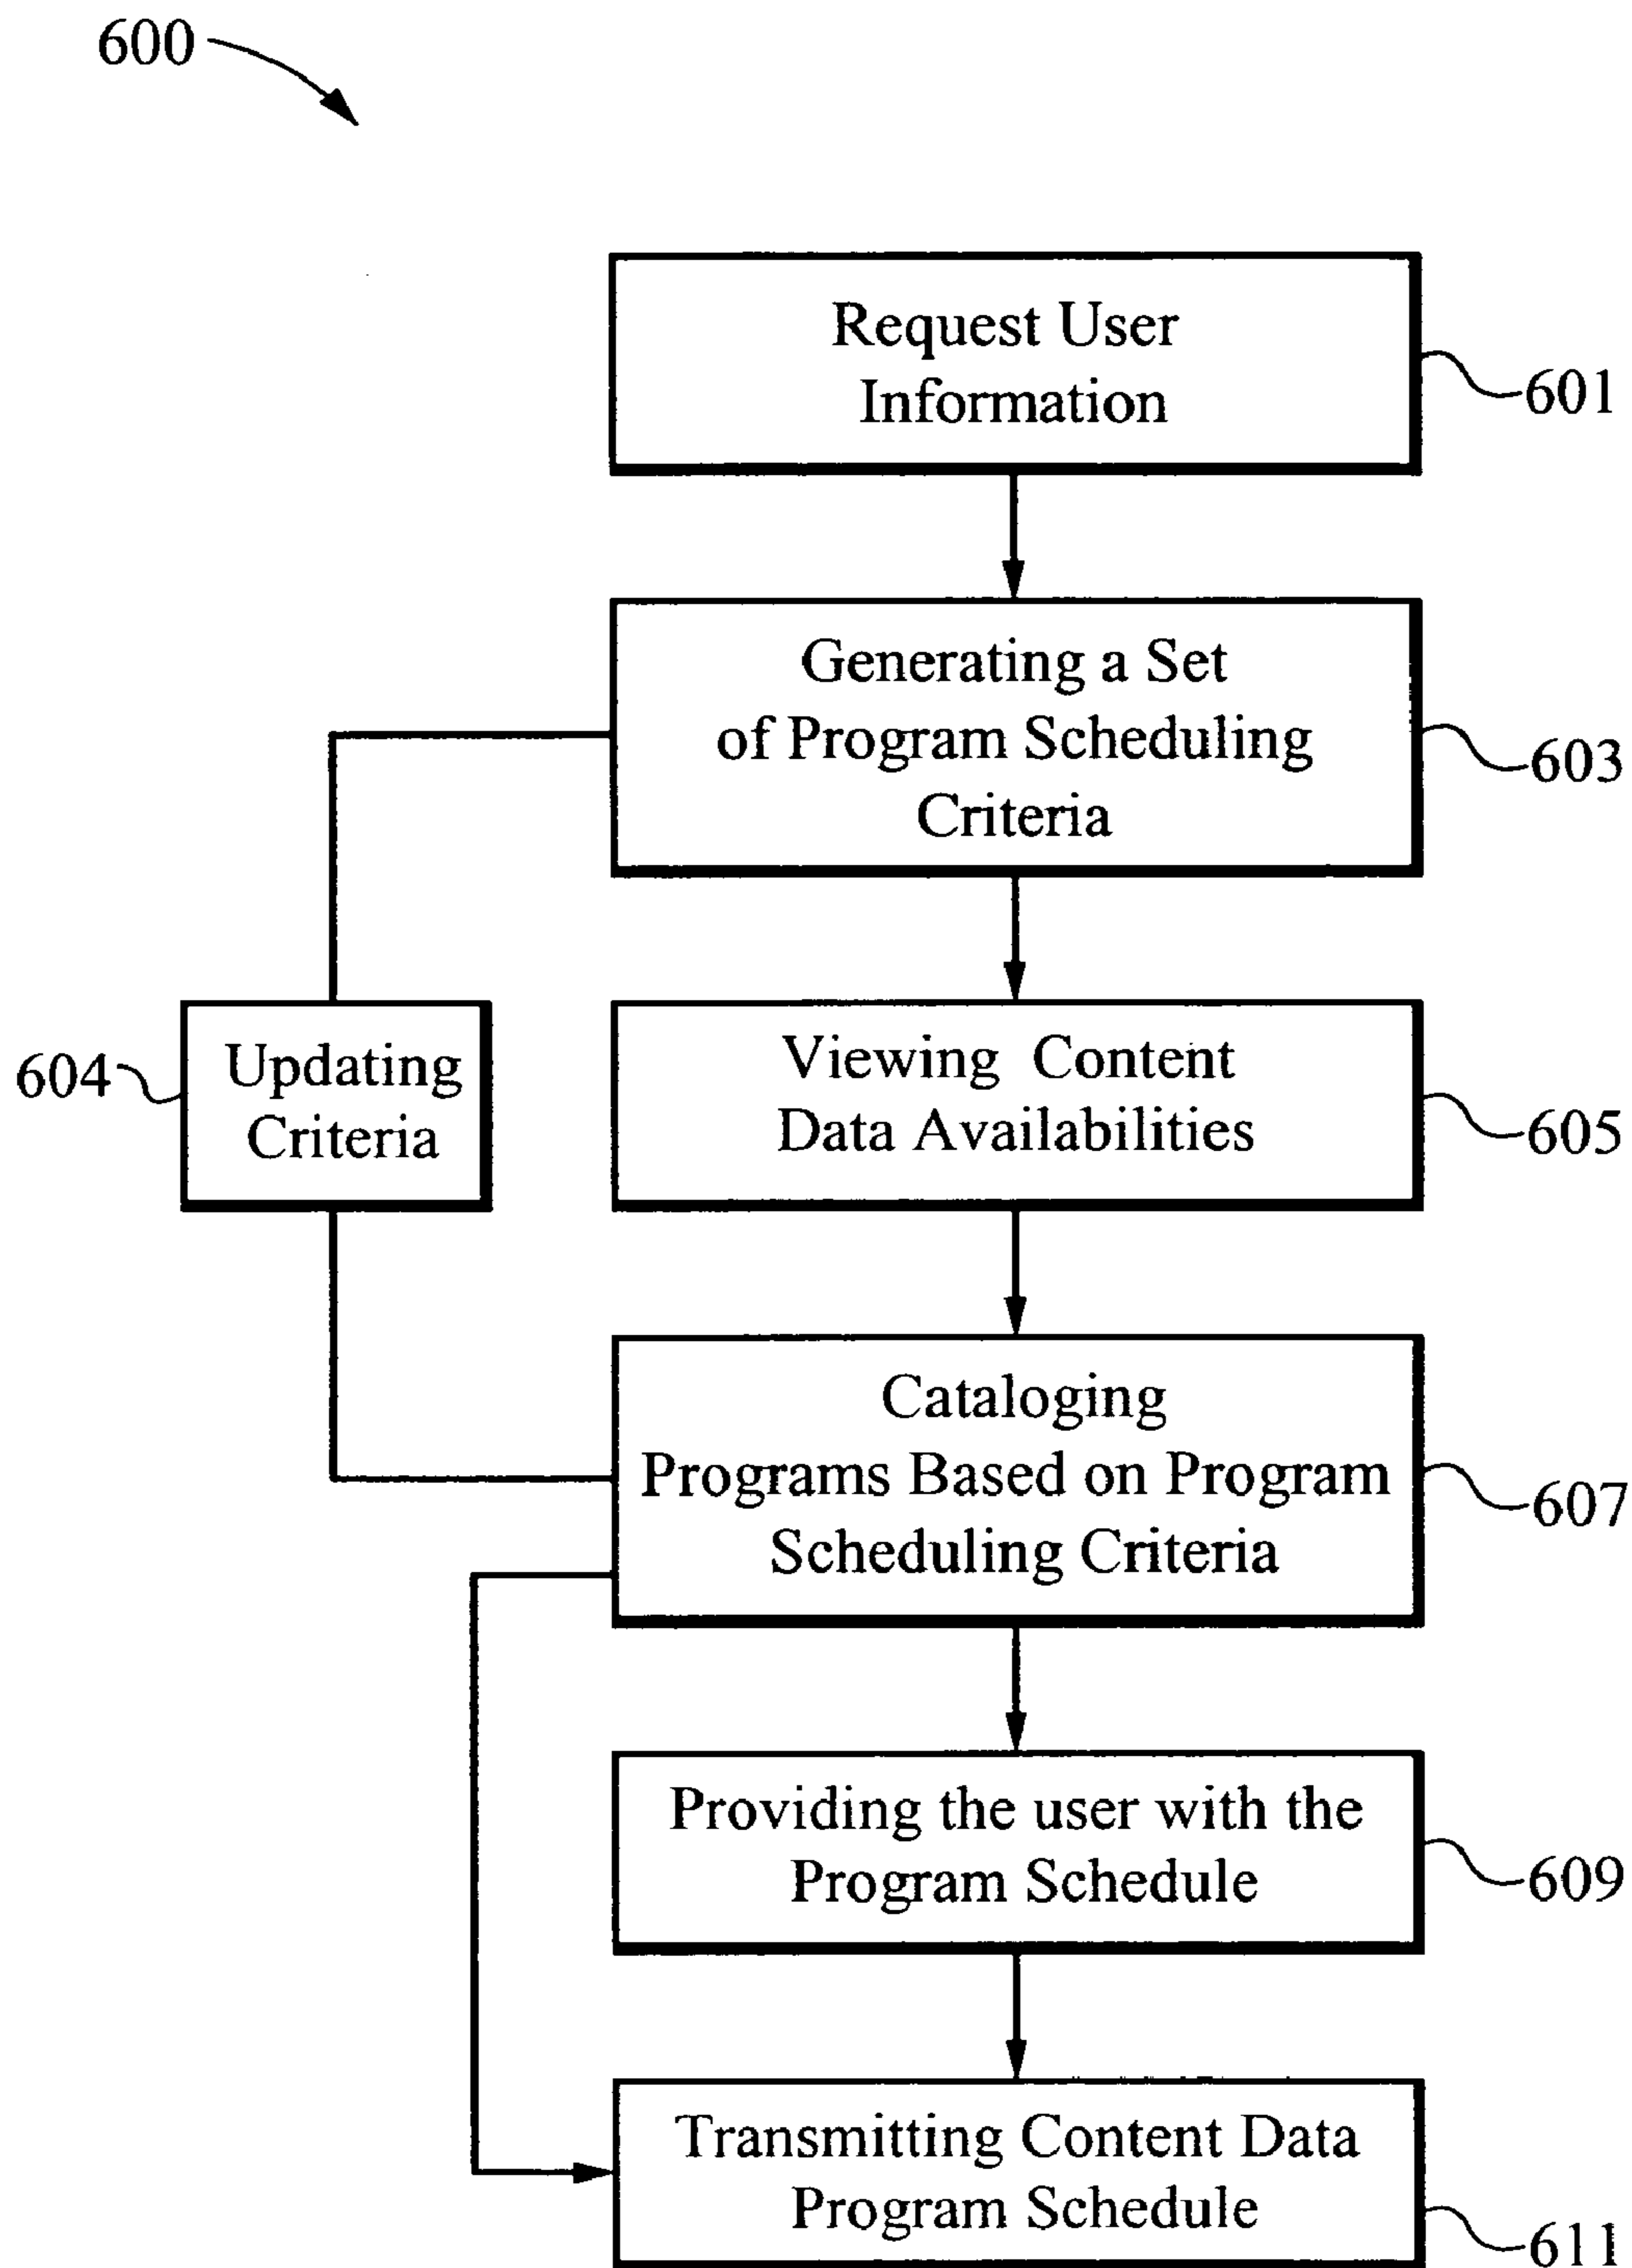 600
Request User
Information
601
Generating a Set
of Program Scheduling
Criteria
603
Updating
Criteria
604
Viewing Content
Data Availabilities
605
Cataloging
Programs Based on Program
Scheduling Criteria
607
Providing the user with the
Program Schedule
609
Transmitting Content Data
Program Schedule
611